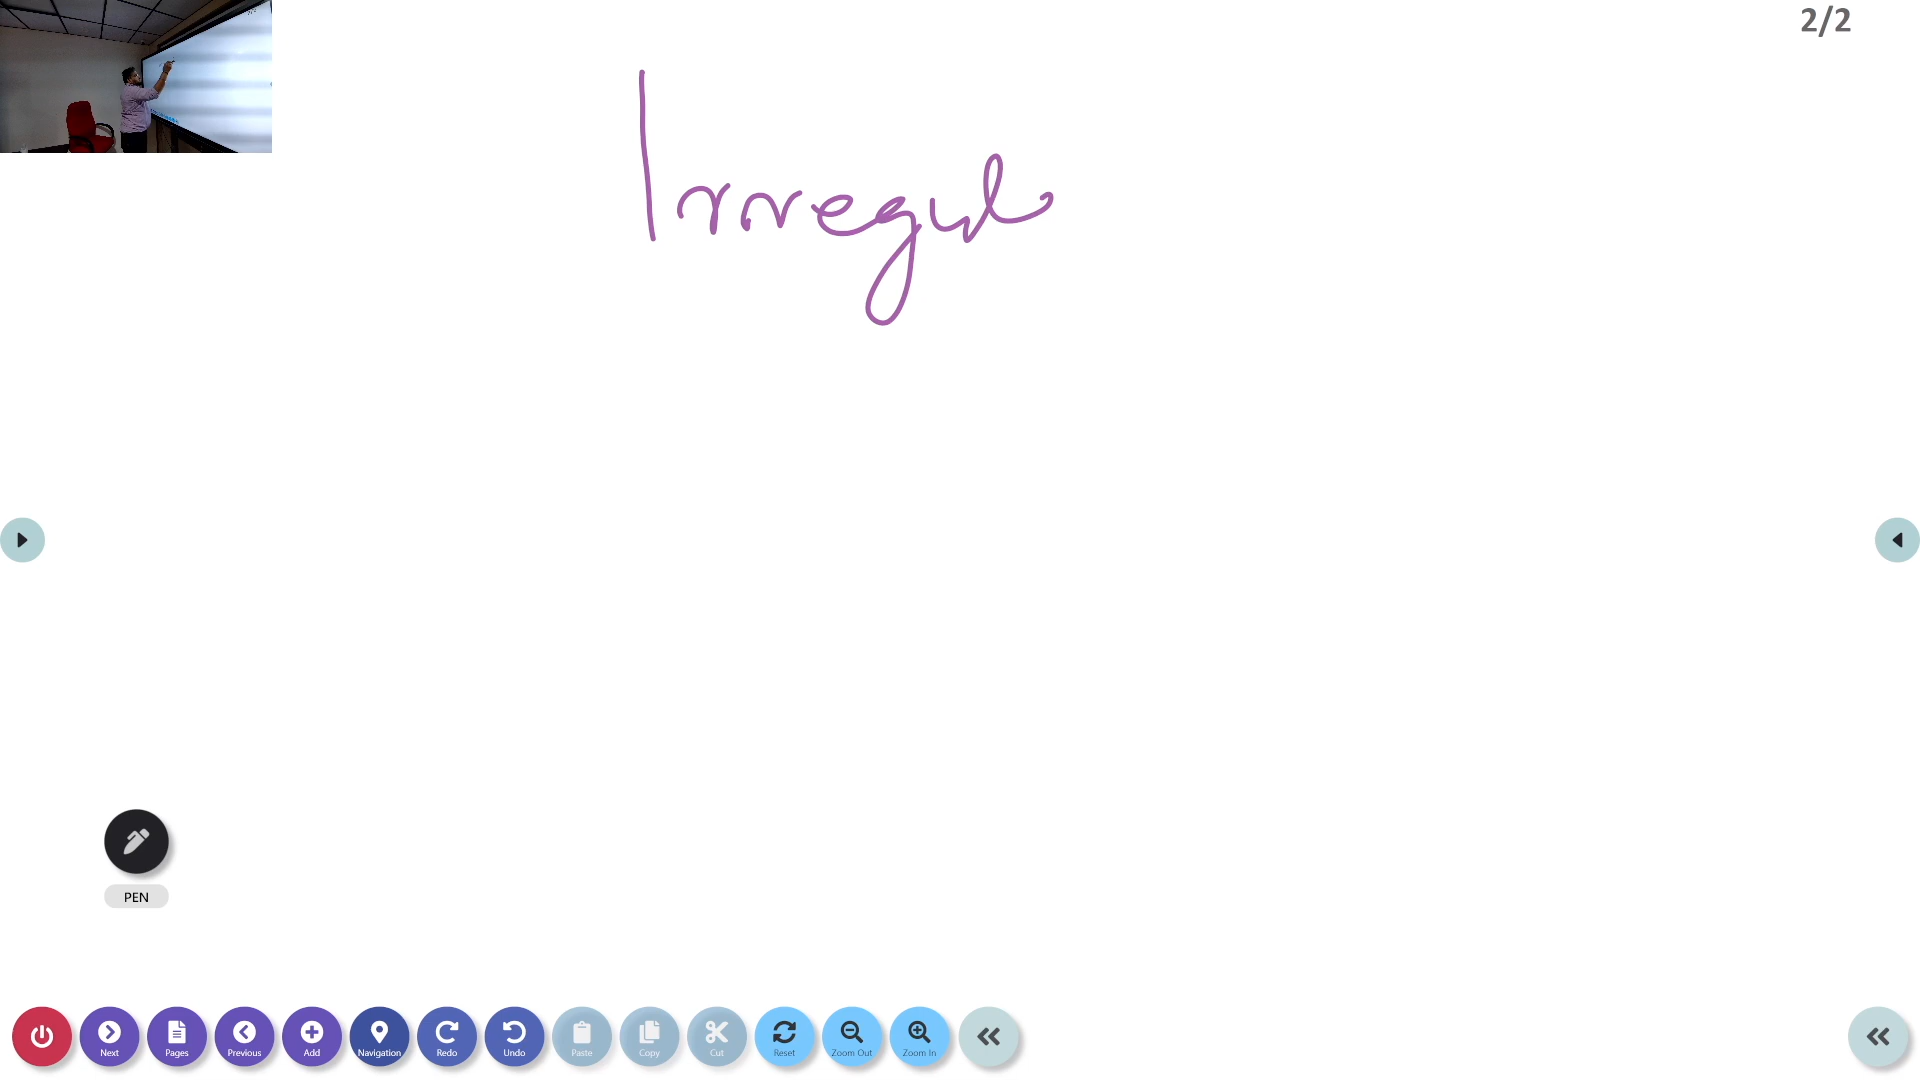 2/2
Irregul
PEN
Next Pages Previous Add Navigation Redo Undo Paste Copy Cut Reset Zoom Out Zoom In